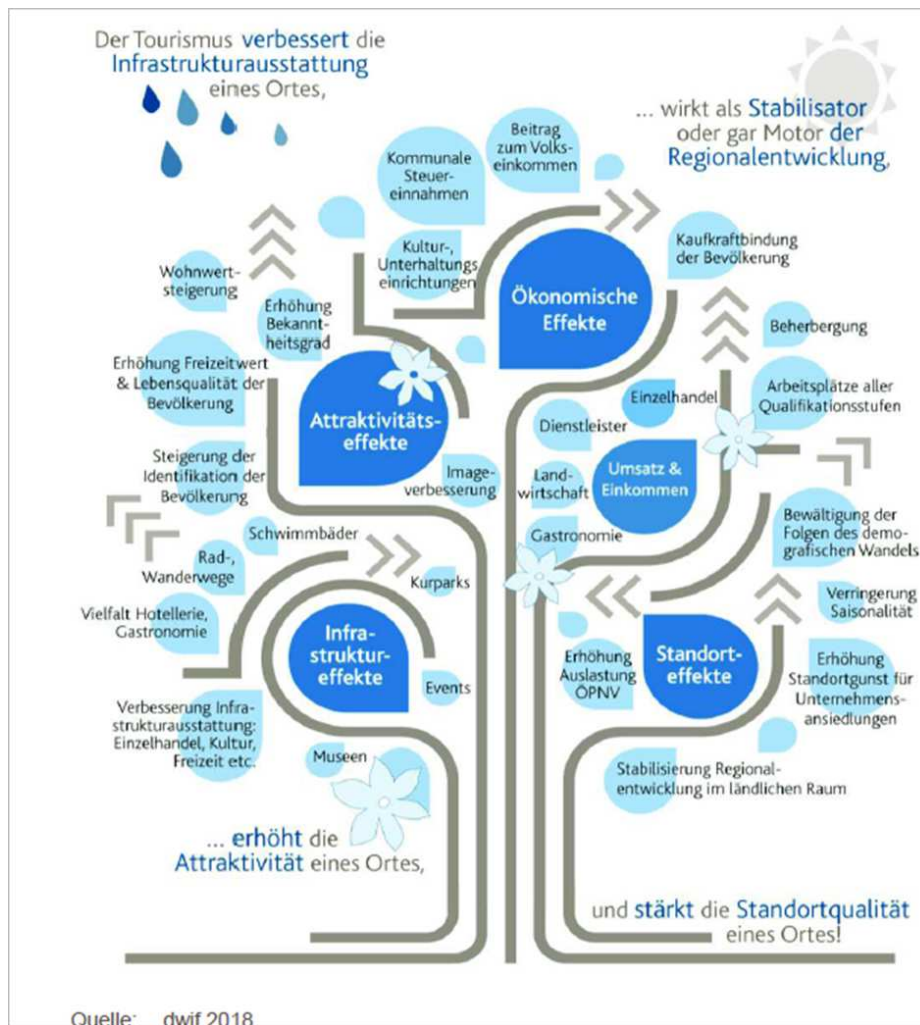 Der Tourismus verbessert die
Infrastrukturausstattung
eines Ortes,
... wirkt als Stabilisator
oder gar Motor der
Regionalentwicklung,
Beitrag
zum Volks-
einkommen
Kommunale
Steuer-
einnahmen
Kultur-,
Unterhaltungs
einrichtungen
Kaufkraftbindung
der Bevölkerung
Wohnwert-
steigerung
Erhöhung
Bekannt-
heitsgrad
Ökonomische
Effekte
Beherbergung
Erhöhung Freizeitwert
& Lebensqualität der
Bevölkerung
Attraktivitäts-
effekte
Einzelhandel
Arbeitsplätze aller
Qualifikationsstufen
Dienstleister
Steigerung der
Identifikation der
Bevölkerung
Image-
verbesserung
Land-
wirtschaft
Umsatz &
Einkommen
Gastronomie
Bewältigung der
Folgen des demo-
grafischen Wandels
Schwimmbäder
Rad-,
Wanderwege
Kurparks
Verringerung
Saisonalität
Vielfalt Hotellerie,
Gastronomie
Infra-
struktur-
effekte
Events
Erhöhung
Auslastung
ÖPNV
Standort-
effekte
Erhöhung
Standortgunst für
Unternehmens-
ansiedlungen
Verbesserung Infra-
strukturausstattung:
Einzelhandel, Kultur,
Freizeit etc.
Museen
Stabilisierung Regional-
entwicklung im ländlichen Raum
... erhöht die
Attraktivität eines Ortes,
und stärkt die Standortqualität
eines Ortes!
Quelle: dwif 2018